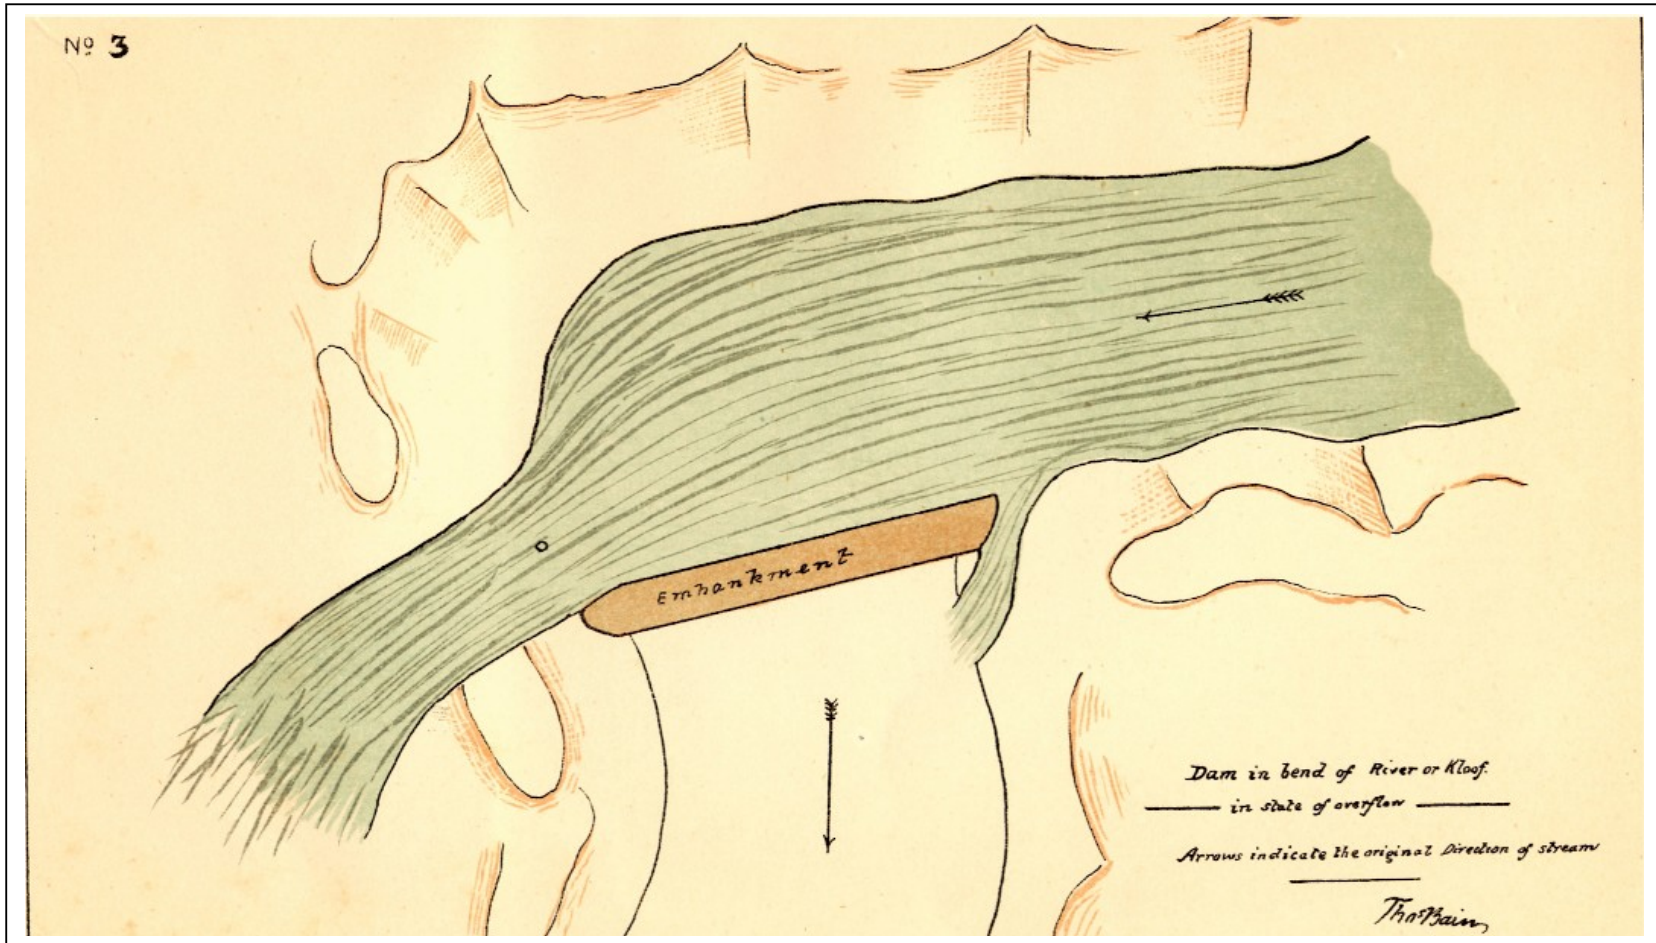 Nº 3
Embankment
Dam in bend of River or Kloof.
in state of overflow
Arrows indicate the original Direction of stream
Thos Bain